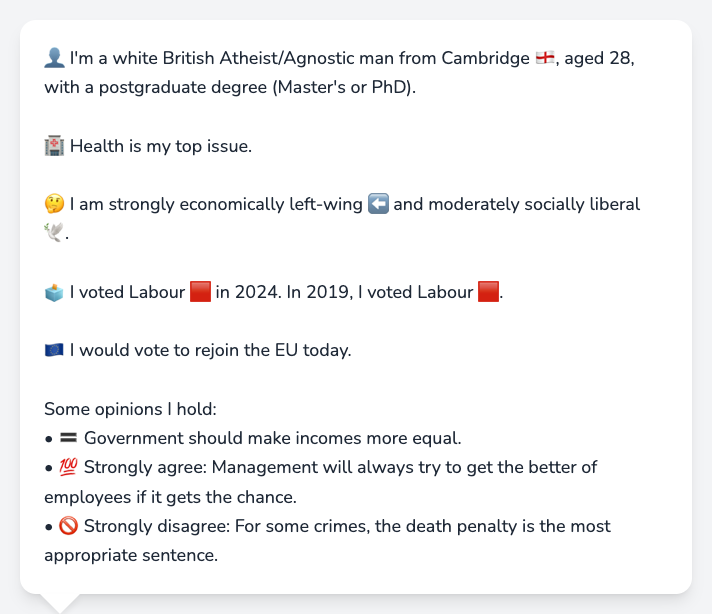 👤 I'm a white British Atheist/Agnostic man from Cambridge 🏴󠁧󠁢󠁥󠁮󠁧󠁿, aged 28,
with a postgraduate degree (Master's or PhD).
🏥 Health is my top issue.
🤔 I am strongly economically left-wing ⬅️ and moderately socially liberal
🕊️.
🗳️ I voted Labour 🟥 in 2024. In 2019, I voted Labour 🟥.
🇪🇺 I would vote to rejoin the EU today.
Some opinions I hold:
• 🟰 Government should make incomes more equal.
• 💯 Strongly agree: Management will always try to get the better of
employees if it gets the chance.
• 🚫 Strongly disagree: For some crimes, the death penalty is the most
appropriate sentence.